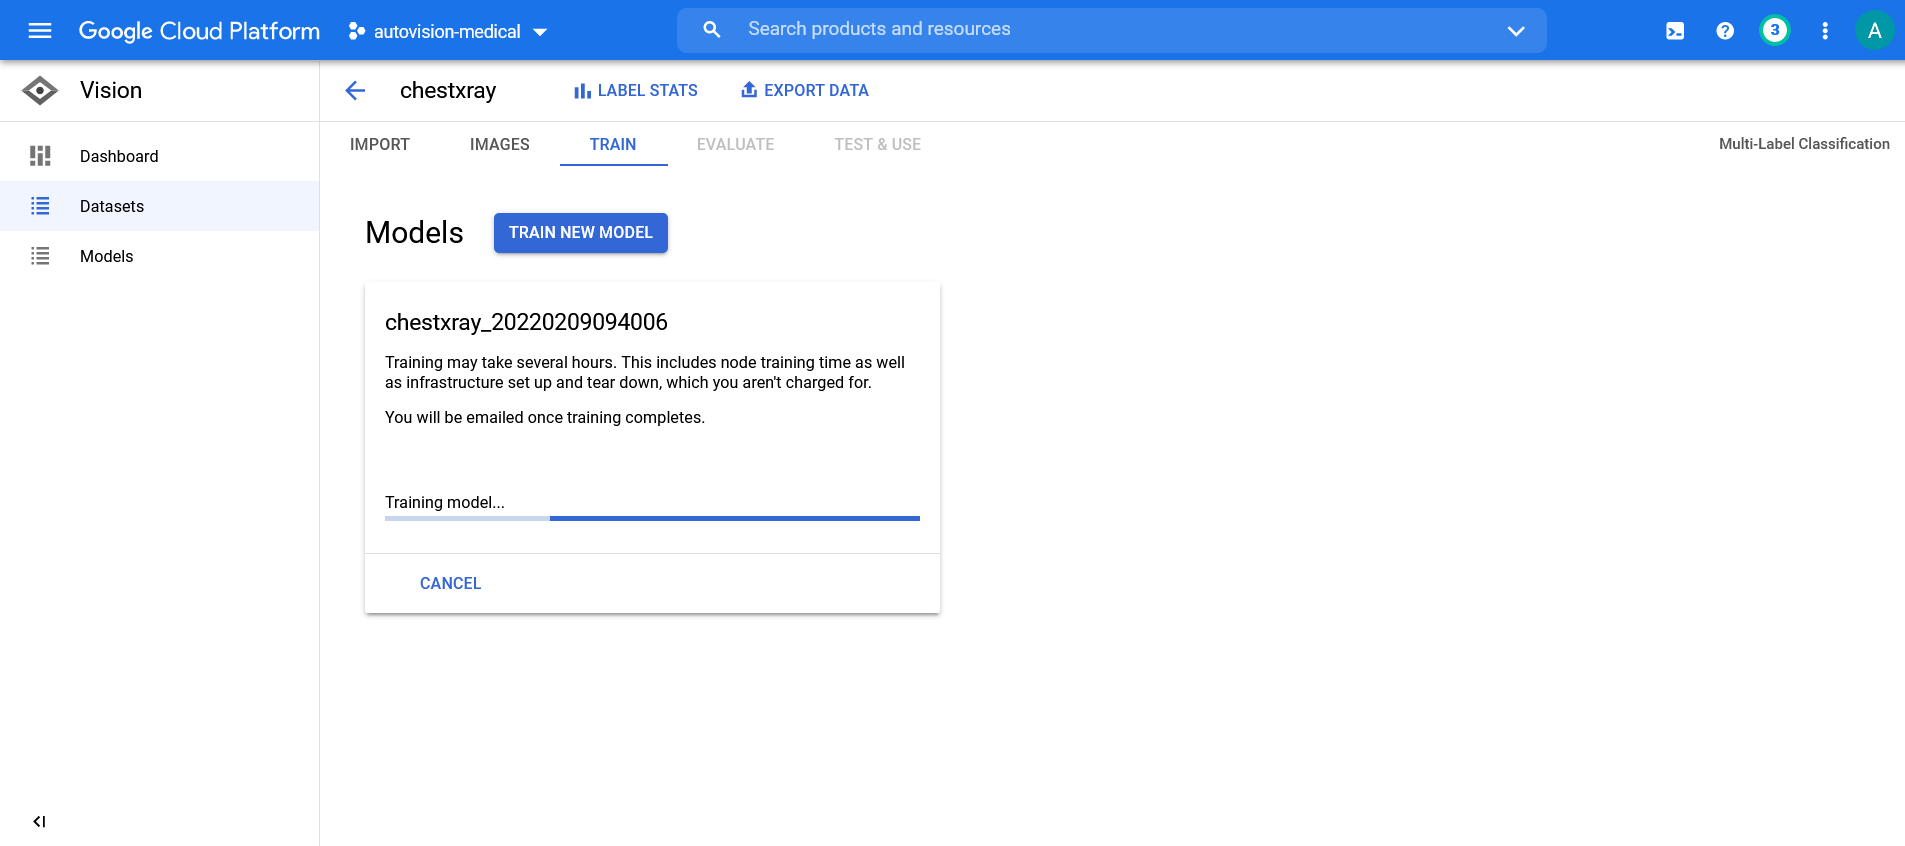 Google Cloud Platform
autovision-medical
Search products and resources
3
A
Vision
chestxray
LABEL STATS
EXPORT DATA
Dashboard
Datasets
Models
IMPORT
IMAGES
TRAIN
EVALUATE
TEST & USE
Multi-Label Classification
Models
TRAIN NEW MODEL
chestxray_20220209094006
Training may take several hours. This includes node training time as well
as infrastructure set up and tear down, which you aren't charged for.
You will be emailed once training completes.
Training model...
CANCEL